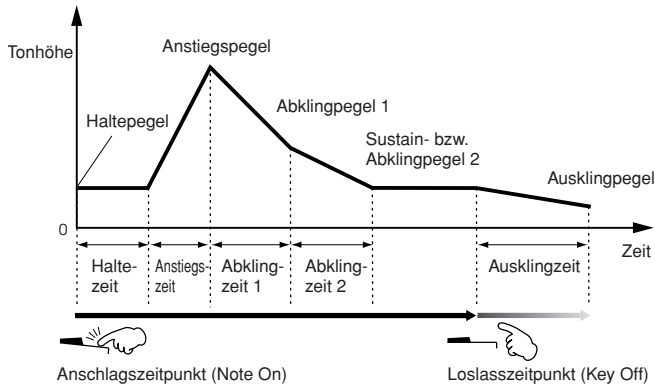 Tonhöhe
Anstiegspegel
Haltepegel
Abklingpegel 1
Sustain- bzw.
Abklingpegel 2
Ausklingpegel
0
Zeit
Halte-
zeit
Anstiegs-
zeit
Abkling-
zeit 1
Abkling-
zeit 2
Ausklingzeit
Anschlagszeitpunkt (Note On)
Loslasszeitpunkt (Key Off)